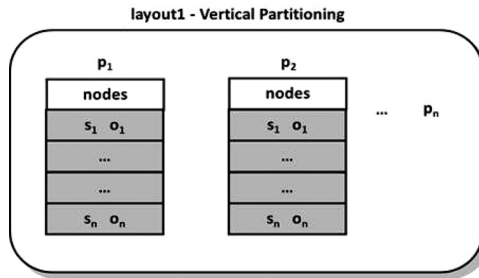 layout1 - Vertical Partitioning
p₁ p₂
nodes nodes
... pₙ
s₁ o₁ s₁ o₁
... ...
... ...
sₙ oₙ sₙ oₙ